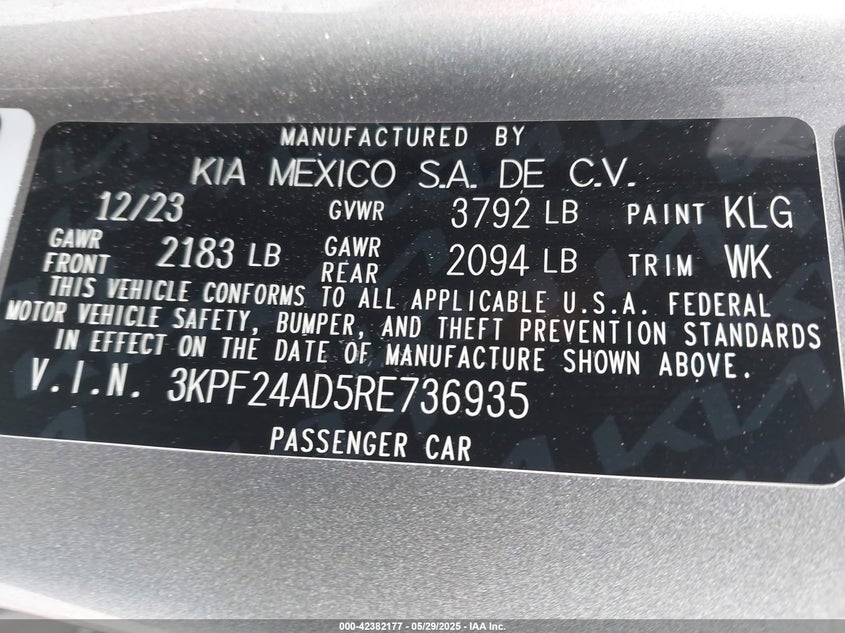 MANUFACTURED BY
KIA MEXICO S.A. DE C.V.
12/23 GVWR 3792 LB PAINT KLG
GAWR FRONT 2183 LB GAWR REAR 2094 LB TRIM WK
THIS VEHICLE CONFORMS TO ALL APPLICABLE U.S.A. FEDERAL
MOTOR VEHICLE SAFETY, BUMPER, AND THEFT PREVENTION STANDARDS
IN EFFECT ON THE DATE OF MANUFACTURE SHOWN ABOVE.
V.I.N. 3KPF24AD5RE736935
PASSENGER CAR
000-42382177 - 05/29/2025 - IAA Inc.